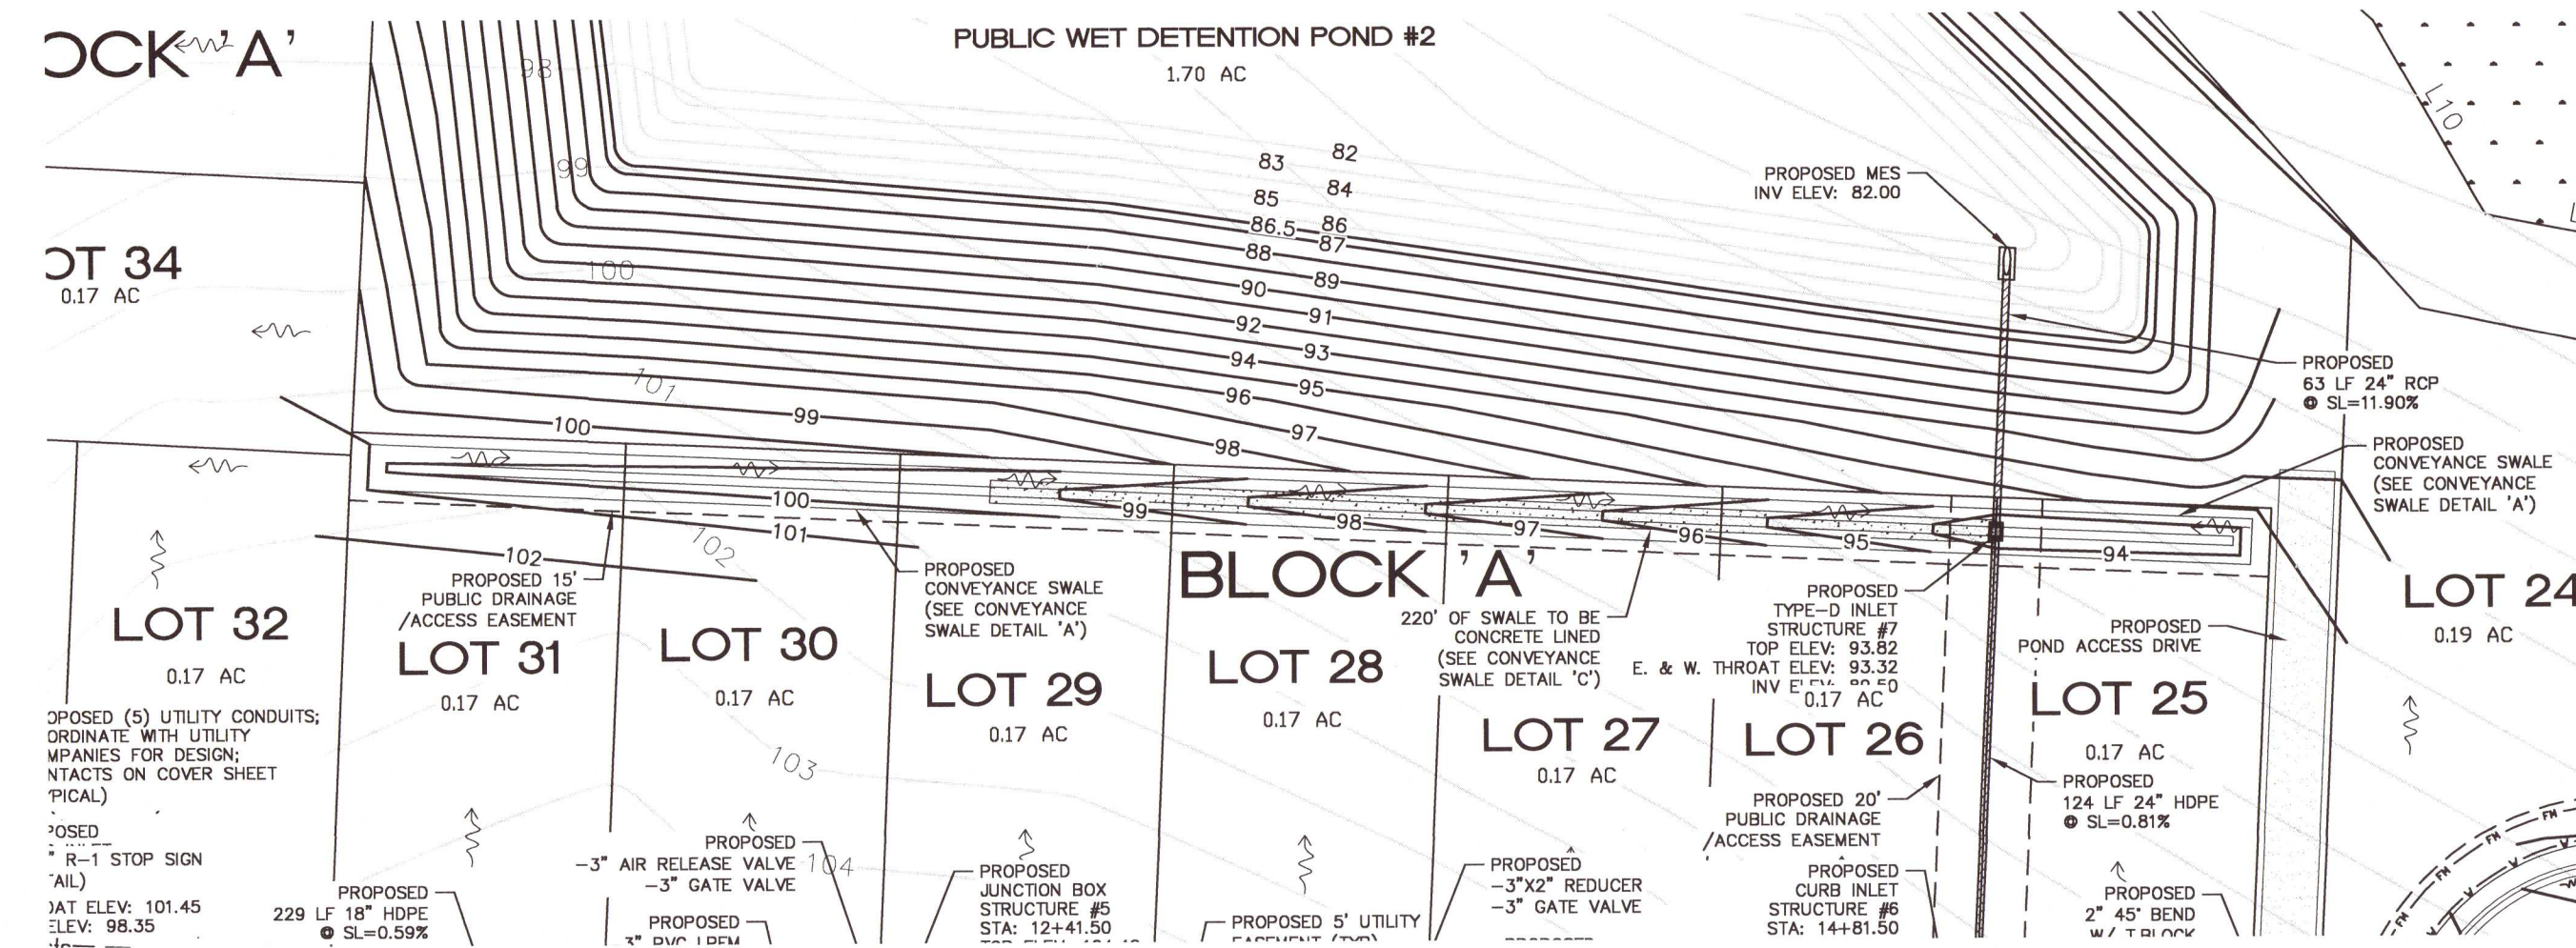 OCK 'A'
PUBLIC WET DETENTION POND #2
1.70 AC
98
99
100
101
102
103
104
L10
82
83
84
85
86
86.5
87
88
89
90
91
92
93
94
95
96
97
98
99
100
PROPOSED MES
INV ELEV: 82.00
OT 34
0.17 AC
PROPOSED
63 LF 24" RCP
@ SL=11.90%
PROPOSED
CONVEYANCE SWALE
(SEE CONVEYANCE
SWALE DETAIL 'A')
100
101
102
99
98
97
96
95
94
BLOCK 'A'
PROPOSED 15'
PUBLIC DRAINAGE
/ACCESS EASEMENT
PROPOSED
CONVEYANCE SWALE
(SEE CONVEYANCE
SWALE DETAIL 'A')
220' OF SWALE TO BE
CONCRETE LINED
(SEE CONVEYANCE
SWALE DETAIL 'C')
PROPOSED
TYPE-D INLET
STRUCTURE #7
TOP ELEV: 93.82
E. & W. THROAT ELEV: 93.32
INV
PROPOSED
POND ACCESS DRIVE
LOT 24
0.19 AC
LOT 32
0.17 AC
LOT 31
0.17 AC
LOT 30
0.17 AC
LOT 29
0.17 AC
LOT 28
0.17 AC
LOT 27
0.17 AC
0.17 AC
LOT 26
LOT 25
0.17 AC
OPOSED (5) UTILITY CONDUITS;
ORDINATE WITH UTILITY
MPANIES FOR DESIGN;
NTACTS ON COVER SHEET
PICAL)
POSED
" R-1 STOP SIGN
AIL)
OAT ELEV: 101.45
ELEV: 98.35
PROPOSED
229 LF 18" HDPE
@ SL=0.59%
PROPOSED
-3" AIR RELEASE VALVE
-3" GATE VALVE
PROPOSED
PROPOSED
JUNCTION BOX
STRUCTURE #5
STA: 12+41.50
PROPOSED 5' UTILITY
PROPOSED
-3"X2" REDUCER
-3" GATE VALVE
PROPOSED 20'
PUBLIC DRAINAGE
/ACCESS EASEMENT
PROPOSED
CURB INLET
STRUCTURE #6
STA: 14+81.50
PROPOSED
124 LF 24" HDPE
@ SL=0.81%
PROPOSED
2" 45° BEND
FM
FM
FM
FM
W
W
W